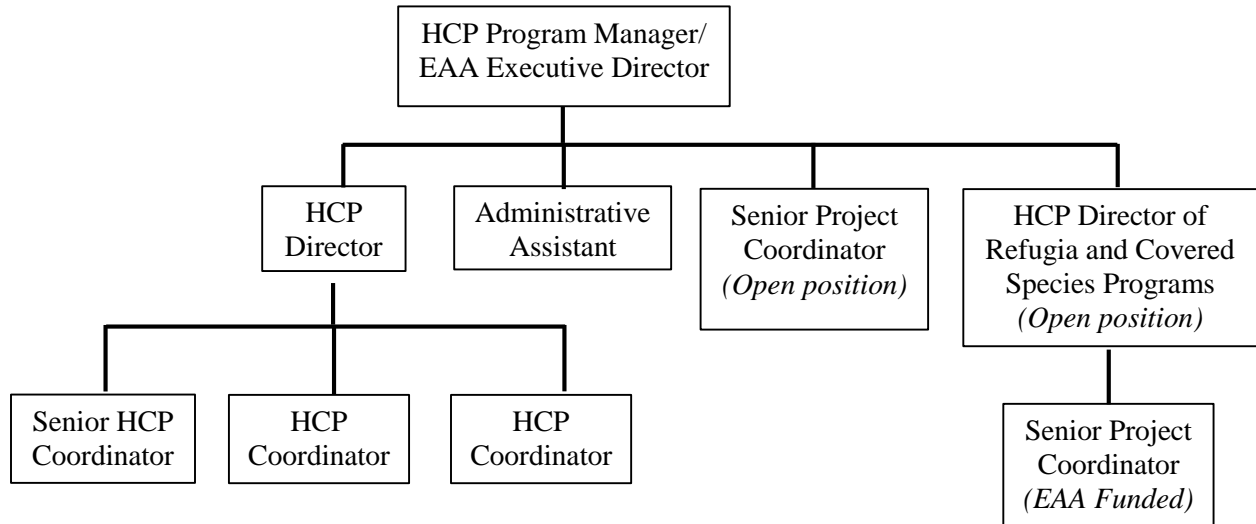 HCP Program Manager/
EAA Executive Director
HCP
Director
Administrative
Assistant
Senior Project
Coordinator
(Open position)
HCP Director of
Refugia and Covered
Species Programs
(Open position)
Senior HCP
Coordinator
HCP
Coordinator
HCP
Coordinator
Senior Project
Coordinator
(EAA Funded)